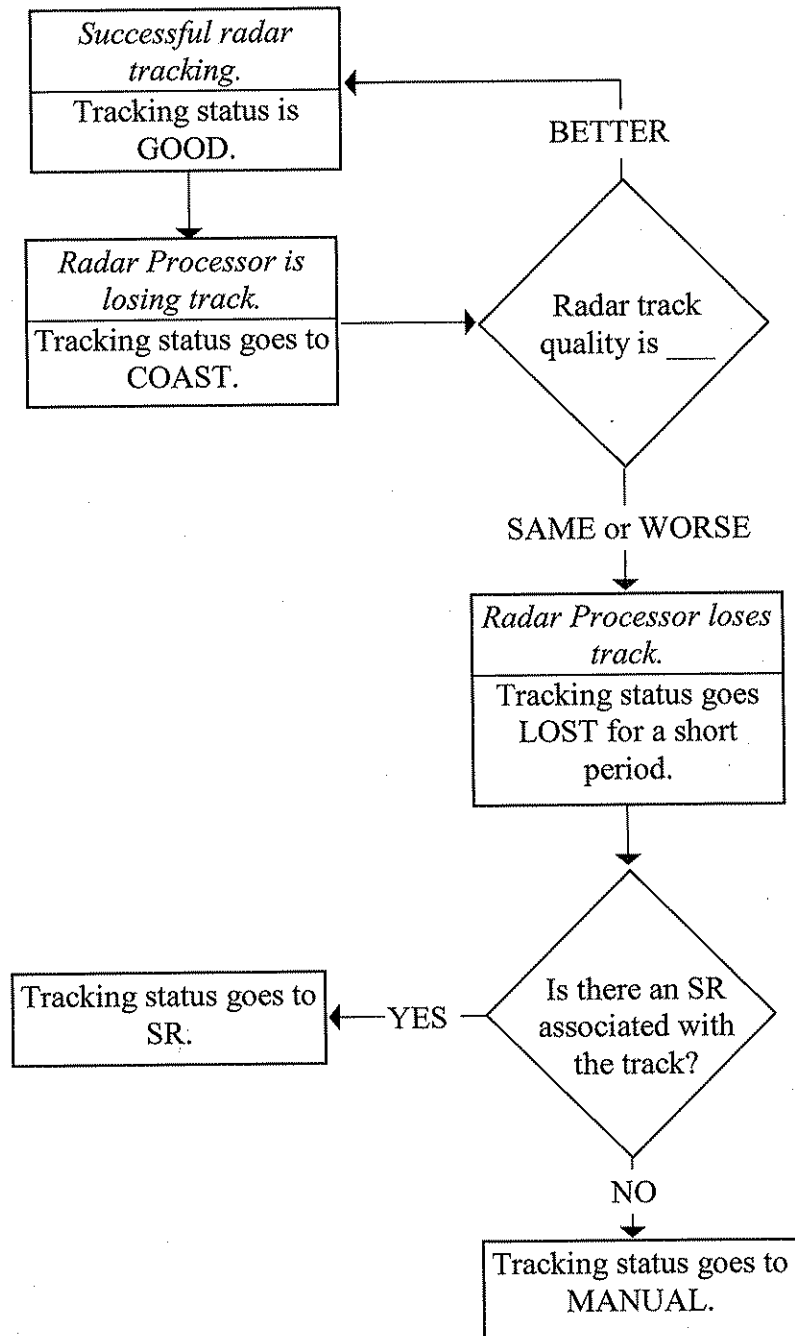 Successful radar
tracking.
Tracking status is
GOOD.
BETTER
Radar Processor is
losing track.
Tracking status goes to
COAST.
Radar track
quality is ___
SAME or WORSE
Radar Processor loses
track.
Tracking status goes
LOST for a short
period.
Is there an SR
associated with
the track?
YES
Tracking status goes to
SR.
NO
Tracking status goes to
MANUAL.